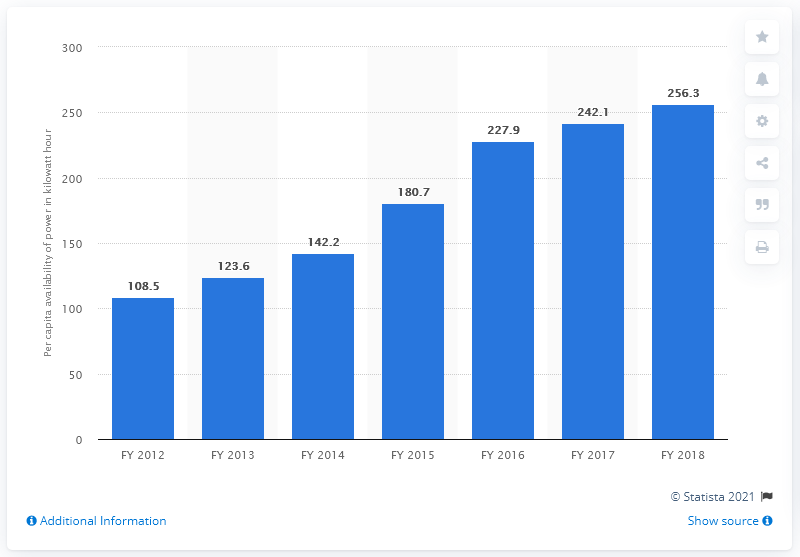 Per capita availability of power in kilowatt hour
300
250
200
150
100
50
0
108.5
123.6
142.2
180.7
227.9
242.1
256.3
FY 2012
FY 2013
FY 2014
FY 2015
FY 2016
FY 2017
FY 2018
© Statista 2021
Additional Information
Show source